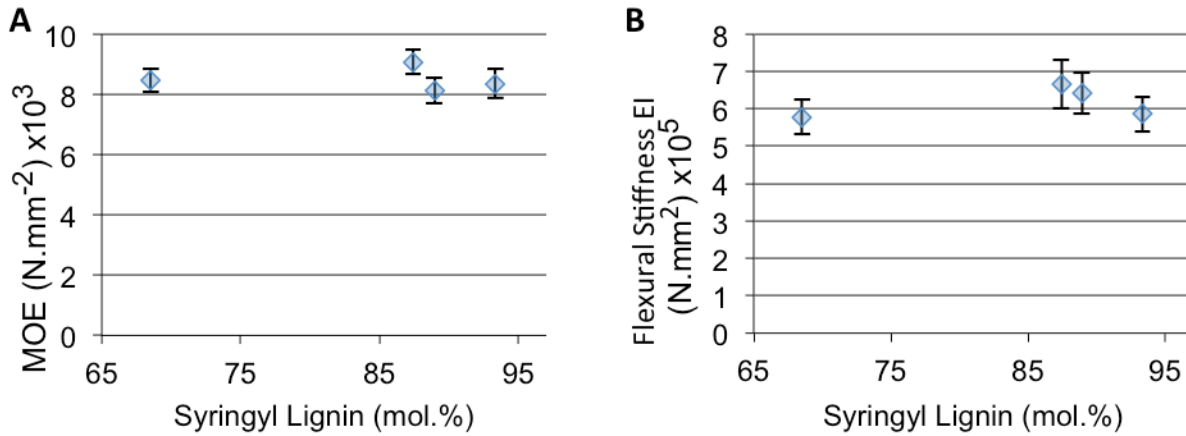 A
10
8
6
4
2
0
MOE (N.mm-2) x103
65 75 85 95
Syringyl Lignin (mol.%)
B
8
7
6
5
4
3
2
1
0
Flexural Stiffness EI
(N.mm2) x105
65 75 85 95
Syringyl Lignin (mol.%)